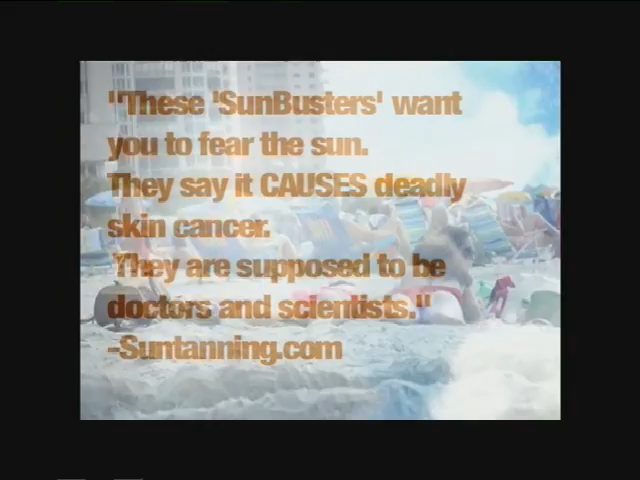 "These 'SunBusters' want
you to fear the sun.
They say it CAUSES deadly
skin cancer.
They are supposed to be
doctors and scientists."
-Suntanning.com